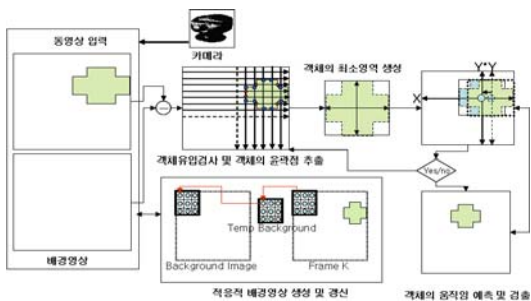 동영상 입력
카메라
객체의 최소영역 생성
Y'Y
X
객체유입검사 및 객체의 윤곽점 추출
Yes/no
Temp Background
Background Image
Frame K
배경영상
적응적 배경영상 생성 및 갱신
객체의 움직임 예측 및 검출